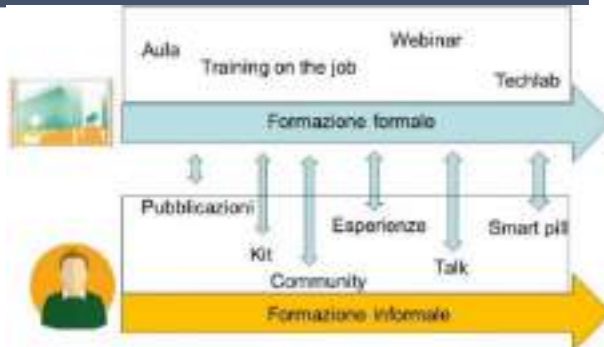 Aula
Webinar
Training on the job
Techlab
Formazione formale
Pubblicazioni
Esperienze
Smart pill
Kit
Talk
Community
Formazione informale